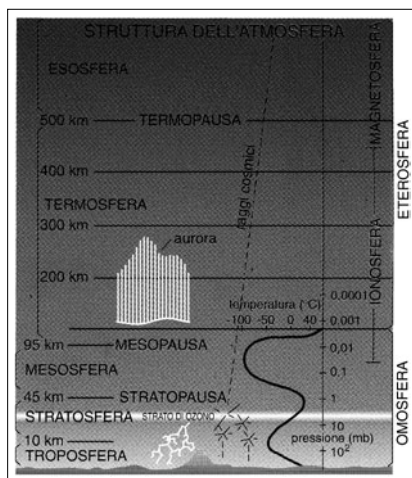 STRUTTURA DELL'ATMOSFERA
ESOSFERA
500 km TERMOPAUSA
400 km
TERMOSFERA
300 km
aurora
200 km
raggi cosmici
temperatura (°C)
-100 -50 0 40
0,0001
0,001
95 km MESOPAUSA
0,01
MESOSFERA
0,1
45 km STRATOPAUSA
1
STRATOSFERA
STRATO DI OZONO
10
10 km
pressione (mb)
TROPOSFERA
10²
IONOSFERA
MAGNETOSFERA
ETEROSFERA
OMOSFERA